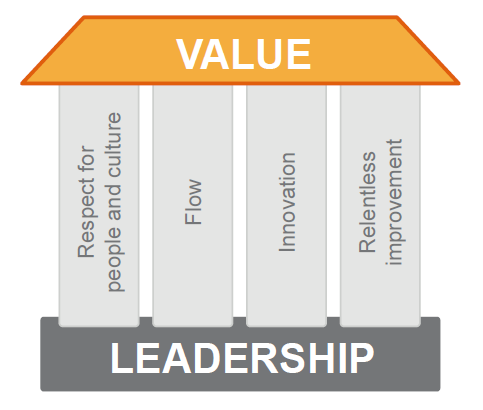 VALUE
Respect for
people and culture
Flow
Innovation
Relentless
improvement
LEADERSHIP